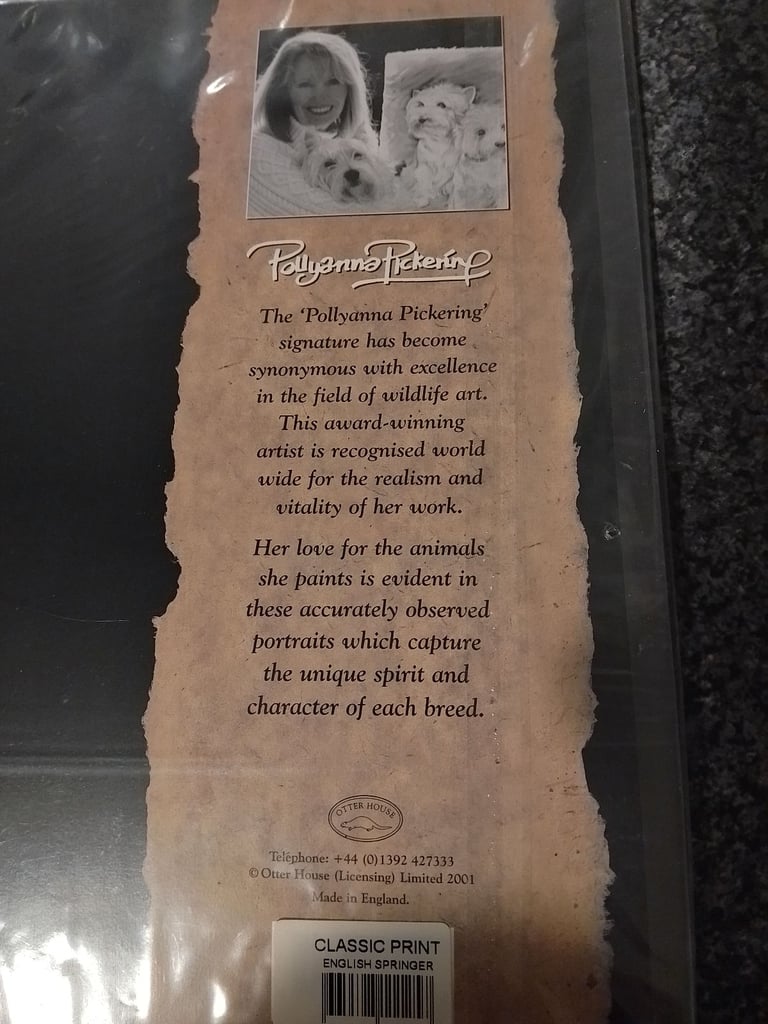 Pollyanna Pickering
The ‘Pollyanna Pickering’
signature has become
synonymous with excellence
in the field of wildlife art.
This award-winning
artist is recognised world
wide for the realism and
vitality of her work.
Her love for the animals
she paints is evident in
these accurately observed
portraits which capture
the unique spirit and
character of each breed.
OTTER HOUSE
Telephone: +44 (0)1392 427333
© Otter House (Licensing) Limited 2001
Made in England.
CLASSIC PRINT
ENGLISH SPRINGER